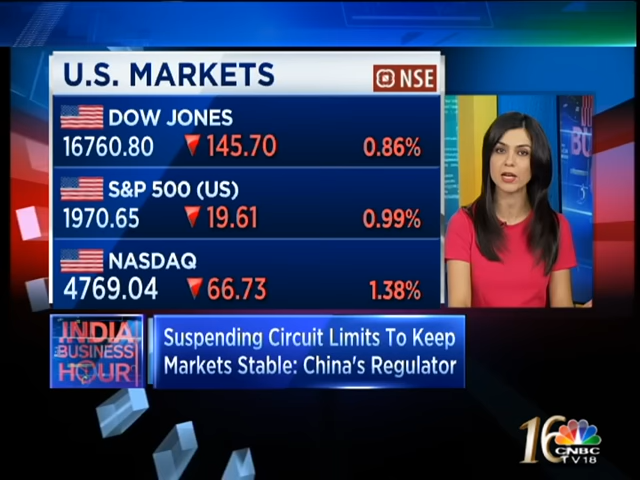 U.S. MARKETS
NSE
DOW JONES
16760.80 ▼145.70 0.86%
S&P 500 (US)
1970.65 ▼19.61 0.99%
NASDAQ
4769.04 ▼66.73 1.38%
INDIA
BUSINESS
HOUR
Suspending Circuit Limits To Keep
Markets Stable: China's Regulator
16
CNBC
TV18